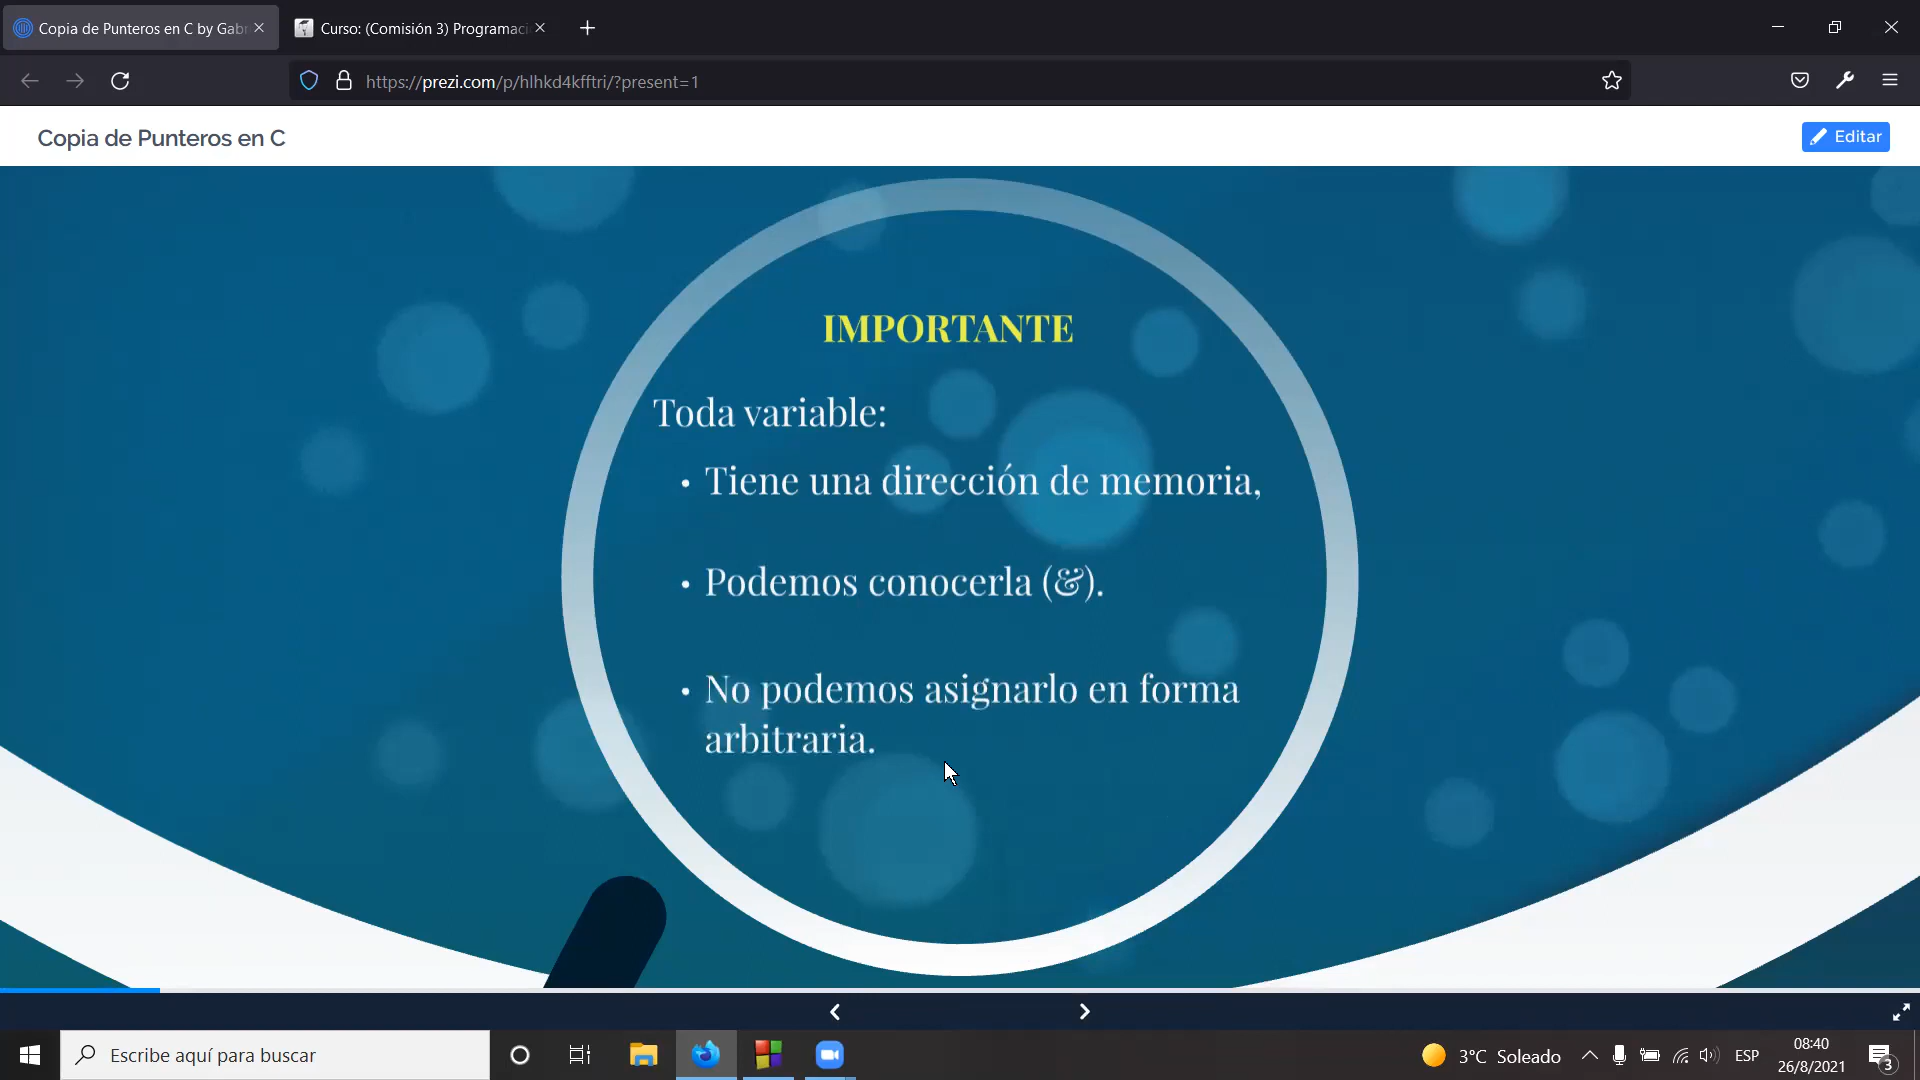 Copia de Punteros en C by Gabr
Curso: (Comisión 3) Programaci
https://prezi.com/p/hlhkd4kfftri/?present=1
Copia de Punteros en C
Editar
IMPORTANTE
Toda variable:
• Tiene una dirección de memoria,
• Podemos conocerla (&).
• No podemos asignarlo en forma
arbitraria.
Escribe aquí para buscar
3°C Soleado
ESP
08:40
26/8/2021
3